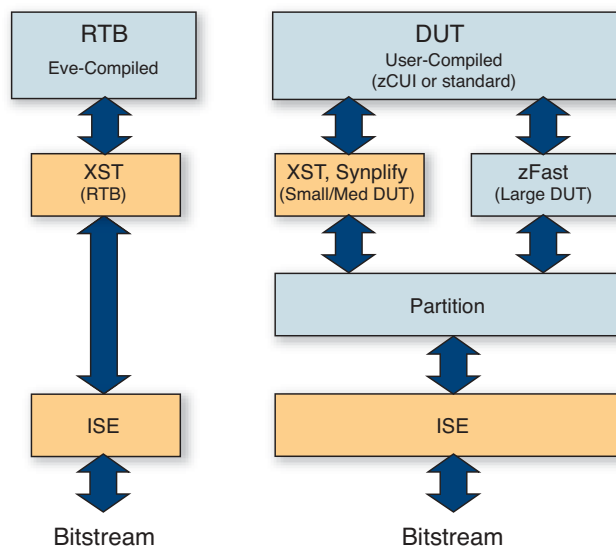 RTB
Eve-Compiled
XST
(RTB)
ISE
Bitstream
DUT
User-Compiled
(zCUI or standard)
XST, Synplify
(Small/Med DUT)
zFast
(Large DUT)
Partition
ISE
Bitstream